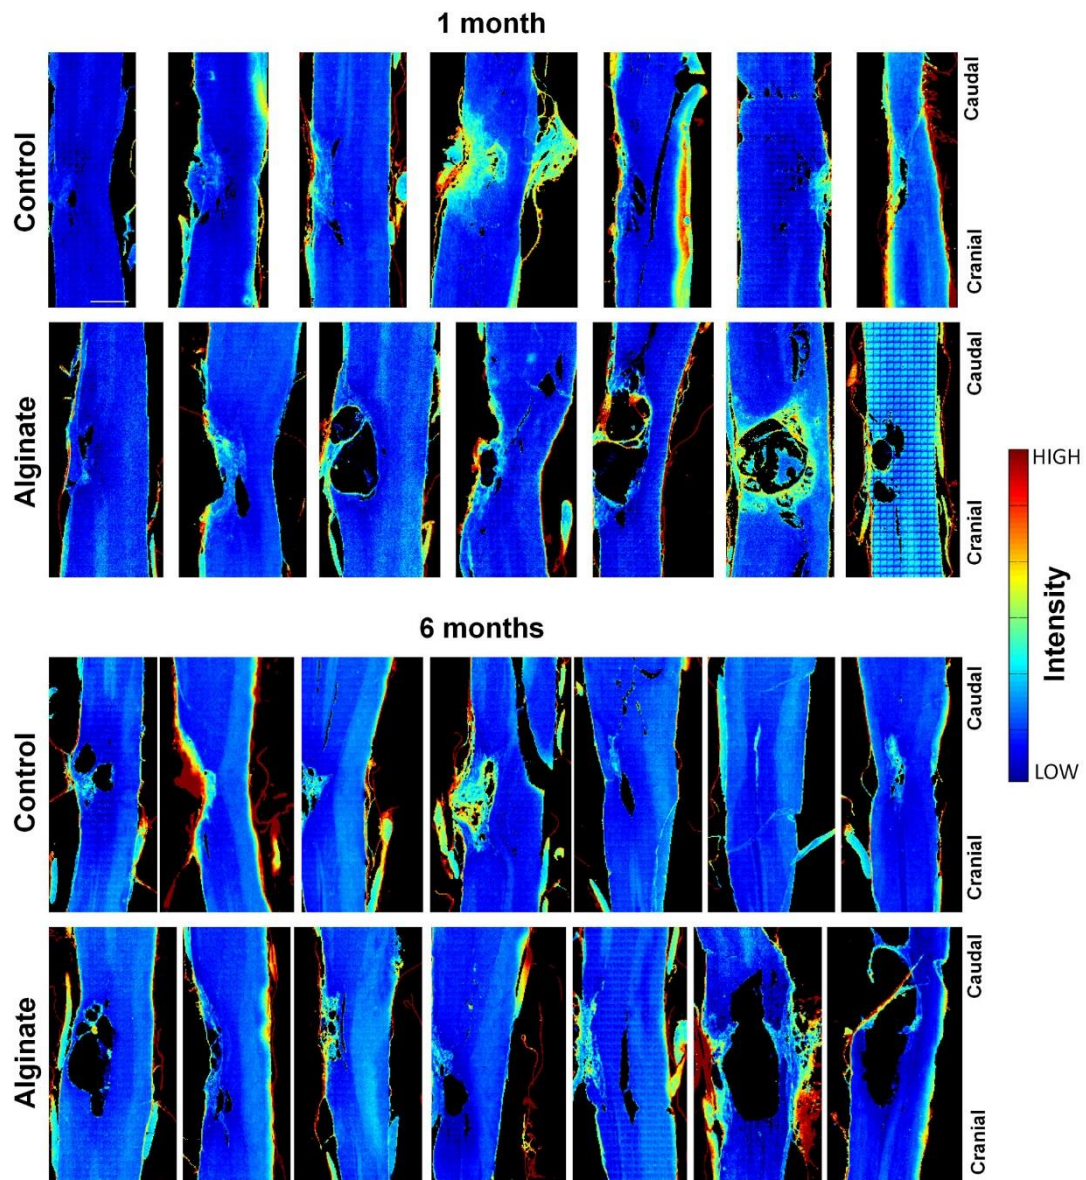 1 month
Control
Caudal
Cranial
Alginate
Caudal
Cranial
HIGH
Intensity
LOW
6 months
Control
Caudal
Cranial
Alginate
Caudal
Cranial